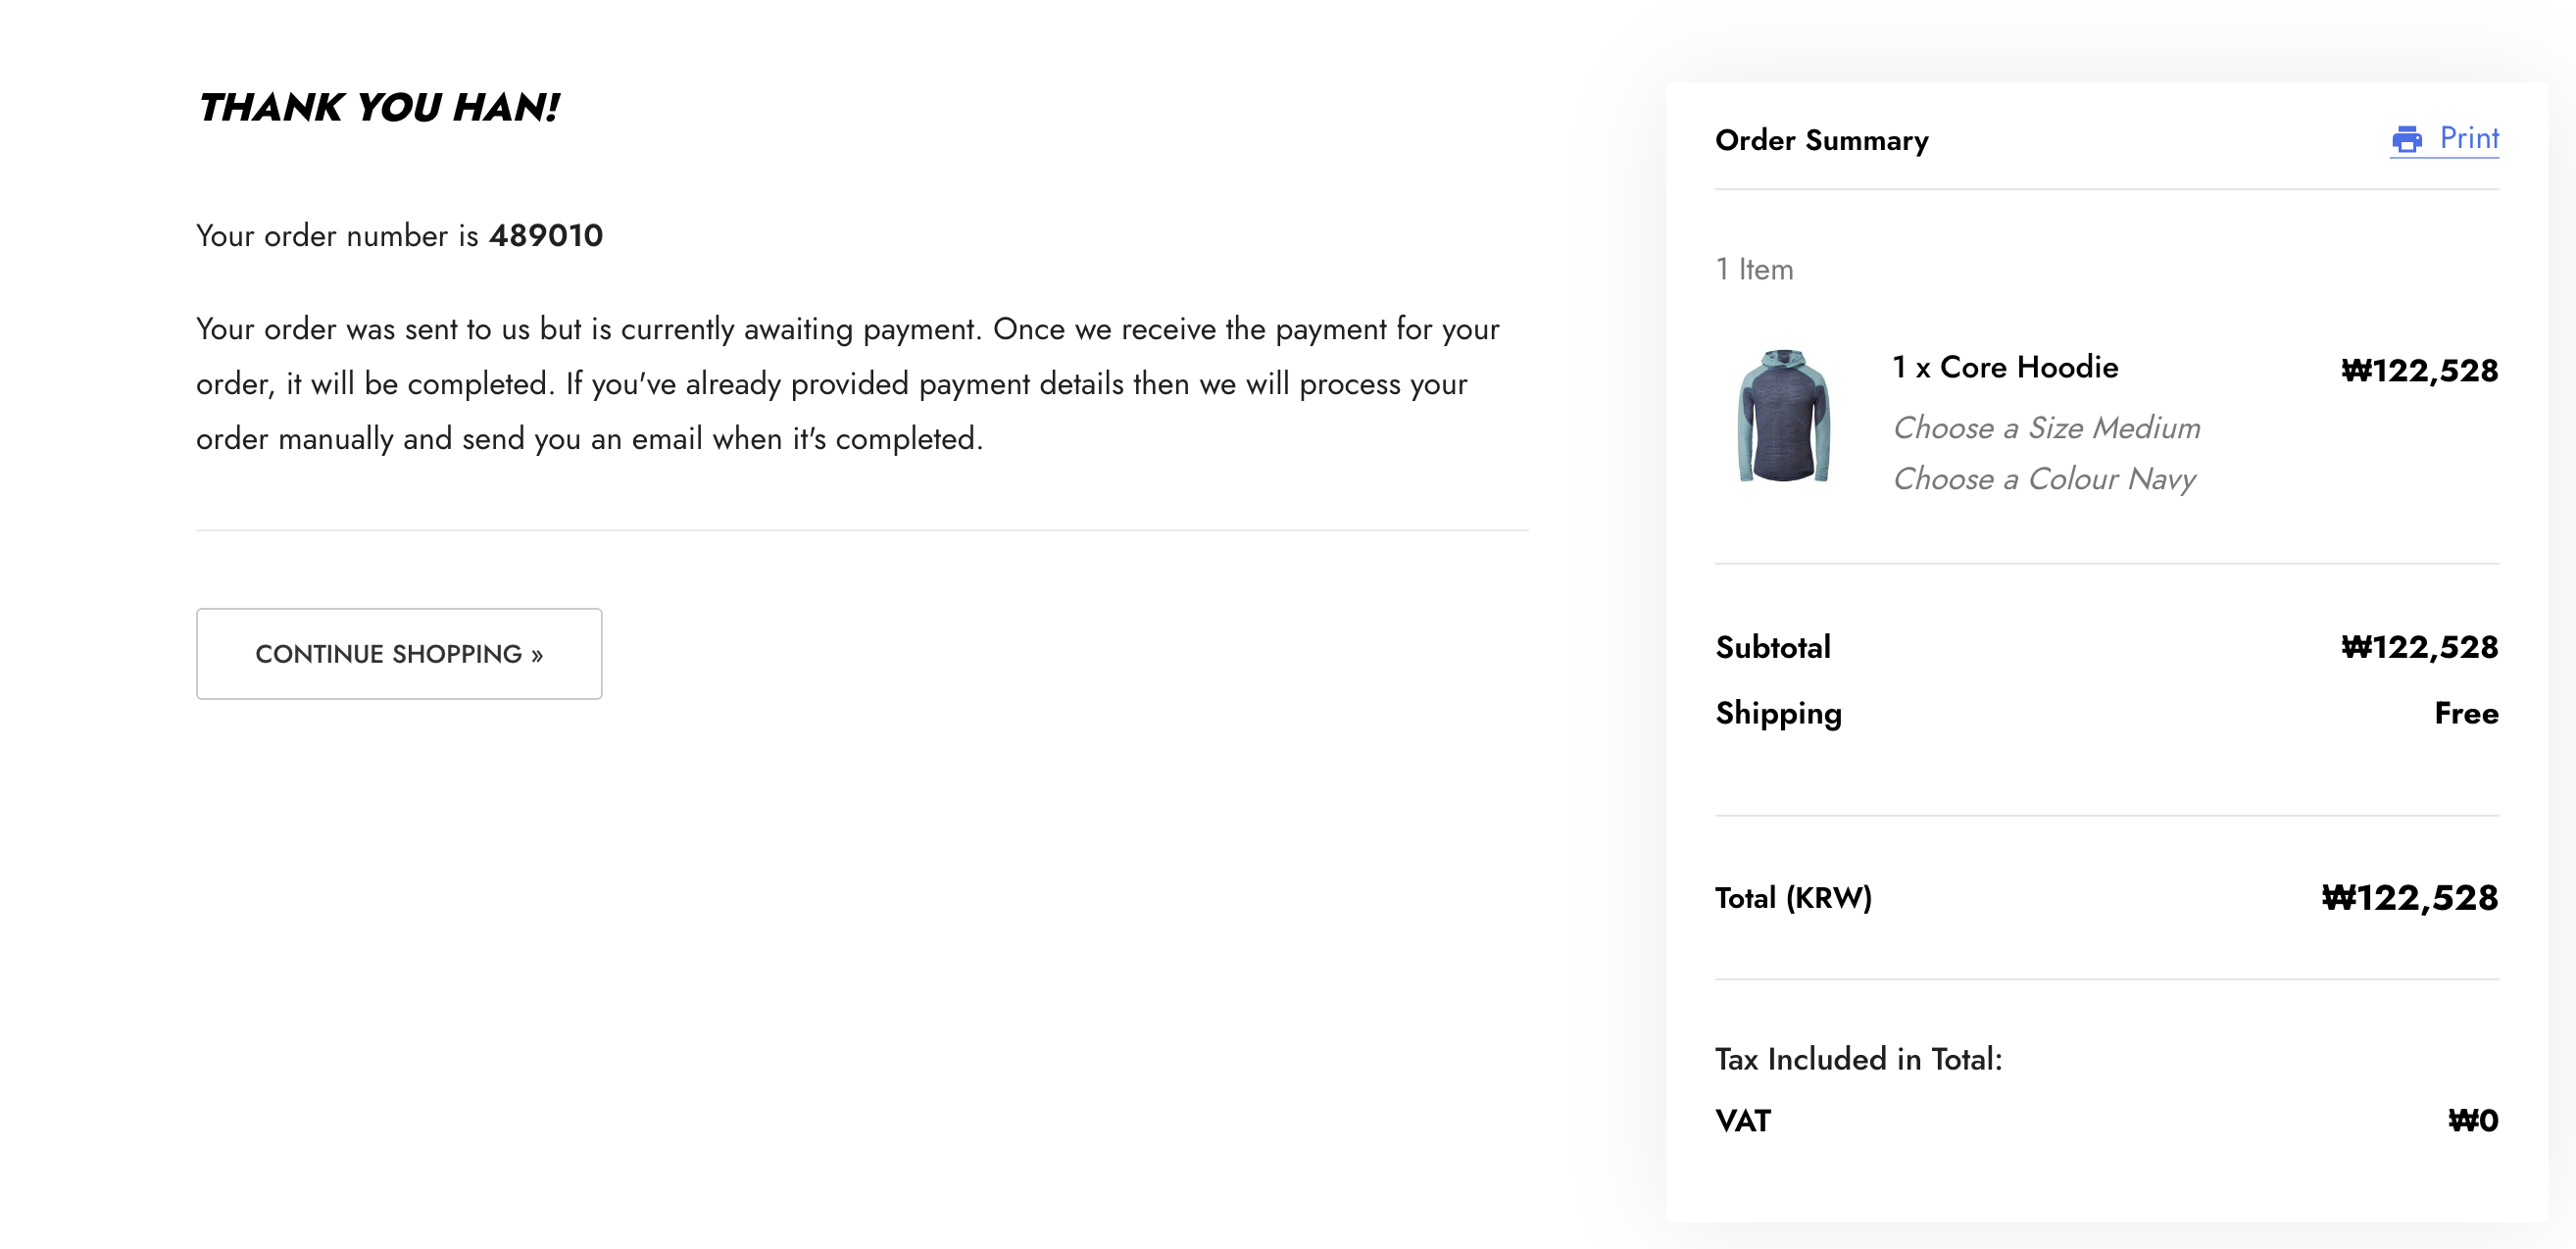 THANK YOU HAN!
Your order number is 489010
Your order was sent to us but is currently awaiting payment. Once we receive the payment for your
order, it will be completed. If you've already provided payment details then we will process your
order manually and send you an email when it's completed.
CONTINUE SHOPPING »
Order Summary
Print
1 Item
1 x Core Hoodie
₩122,528
Choose a Size Medium
Choose a Colour Navy
Subtotal
₩122,528
Shipping
Free
Total (KRW)
₩122,528
Tax Included in Total:
VAT
₩0